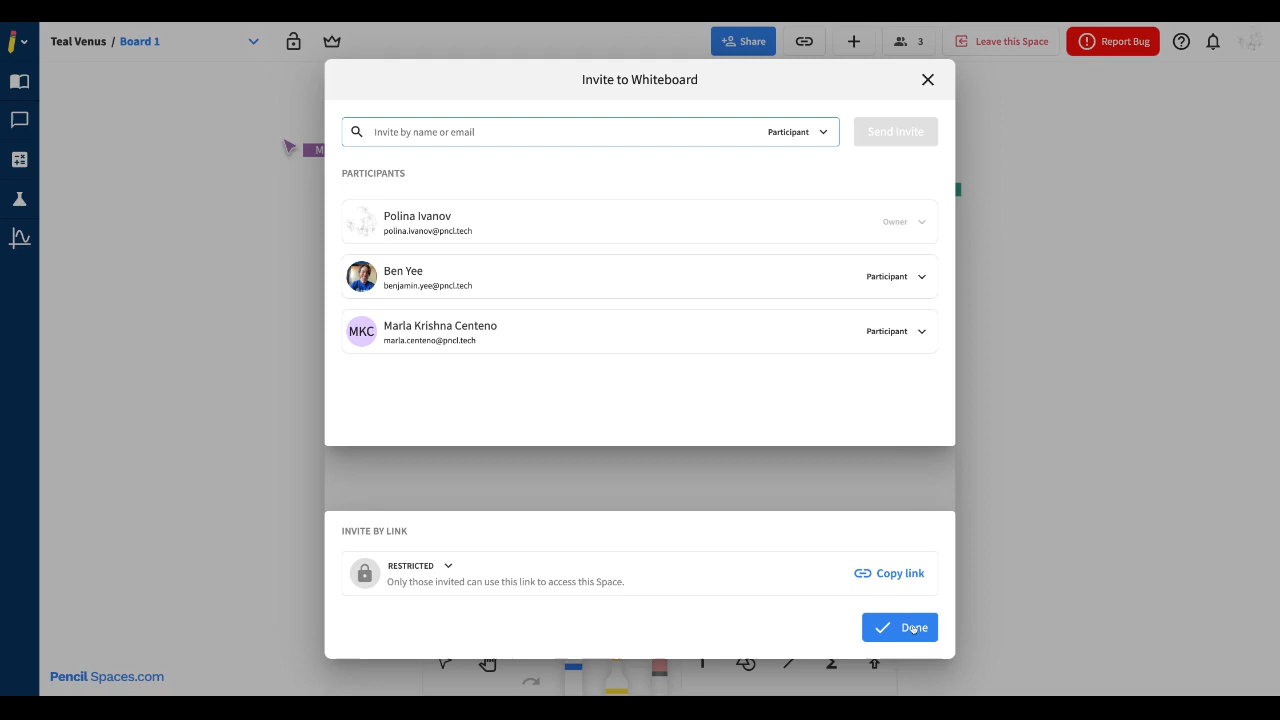 Teal Venus / Board 1
Share
3
Leave this Space
Report Bug
Invite to Whiteboard
Invite by name or email
Participant
Send Invite
M
PARTICIPANTS
Polina Ivanov
polina.ivanov@pncl.tech
Owner
Ben Yee
benjamin.yee@pncl.tech
Participant
MKC
Marla Krishna Centeno
marla.centeno@pncl.tech
Participant
INVITE BY LINK
RESTRICTED
Only those invited can use this link to access this Space.
Copy link
Done
Pencil Spaces.com